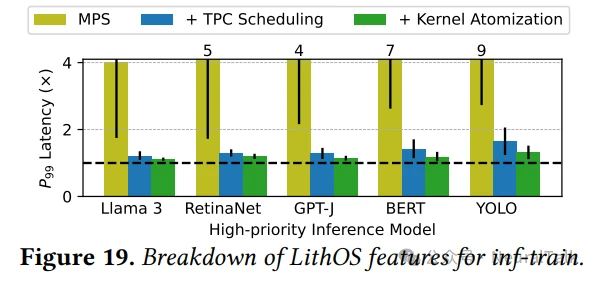 MPS + TPC Scheduling + Kernel Atomization
5 4 7 9
4
2
0
P99 Latency (×)
Llama 3 RetinaNet GPT-J BERT YOLO
High-priority Inference Model
Figure 19. Breakdown of LithOS features for inf-train.